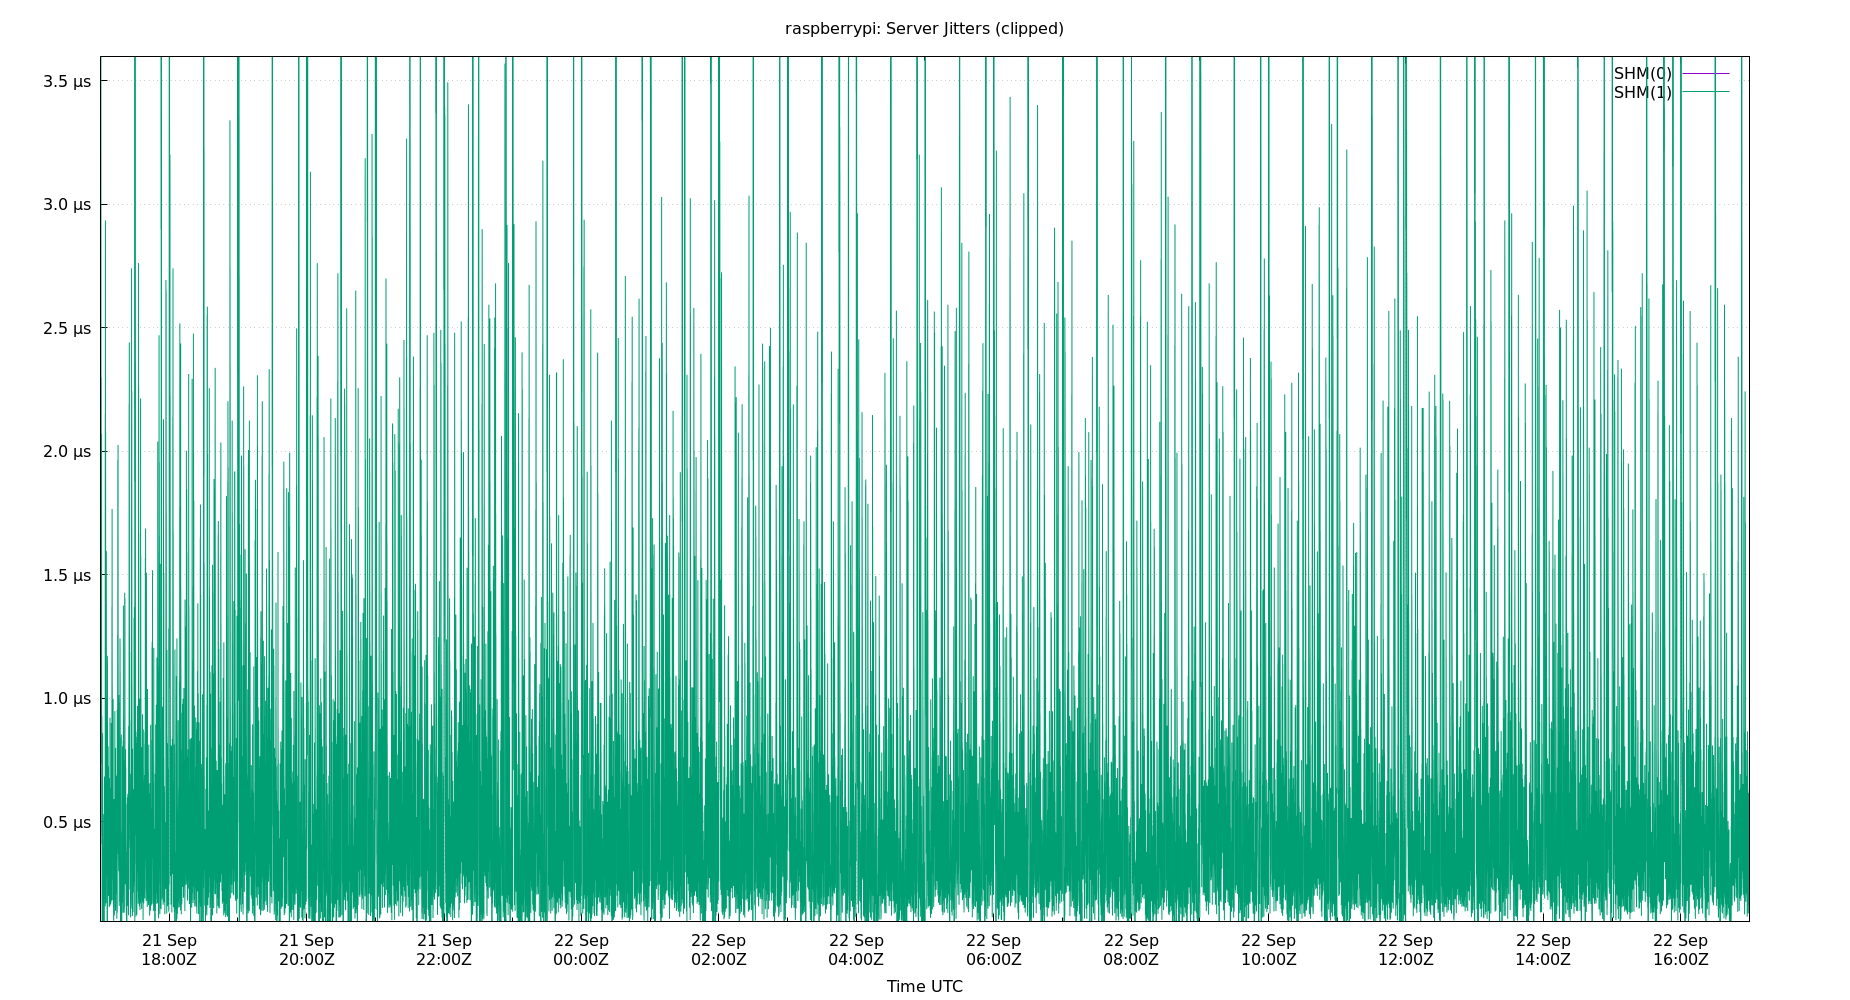 raspberrypi: Server Jitters (clipped)
SHM(0)
SHM(1)
3.5 µs
3.0 µs
2.5 µs
2.0 µs
1.5 µs
1.0 µs
0.5 µs
21 Sep 21 Sep 21 Sep 22 Sep 22 Sep 22 Sep 22 Sep 22 Sep 22 Sep 22 Sep 22 Sep 22 Sep
18:00Z 20:00Z 22:00Z 00:00Z 02:00Z 04:00Z 06:00Z 08:00Z 10:00Z 12:00Z 14:00Z 16:00Z
Time UTC